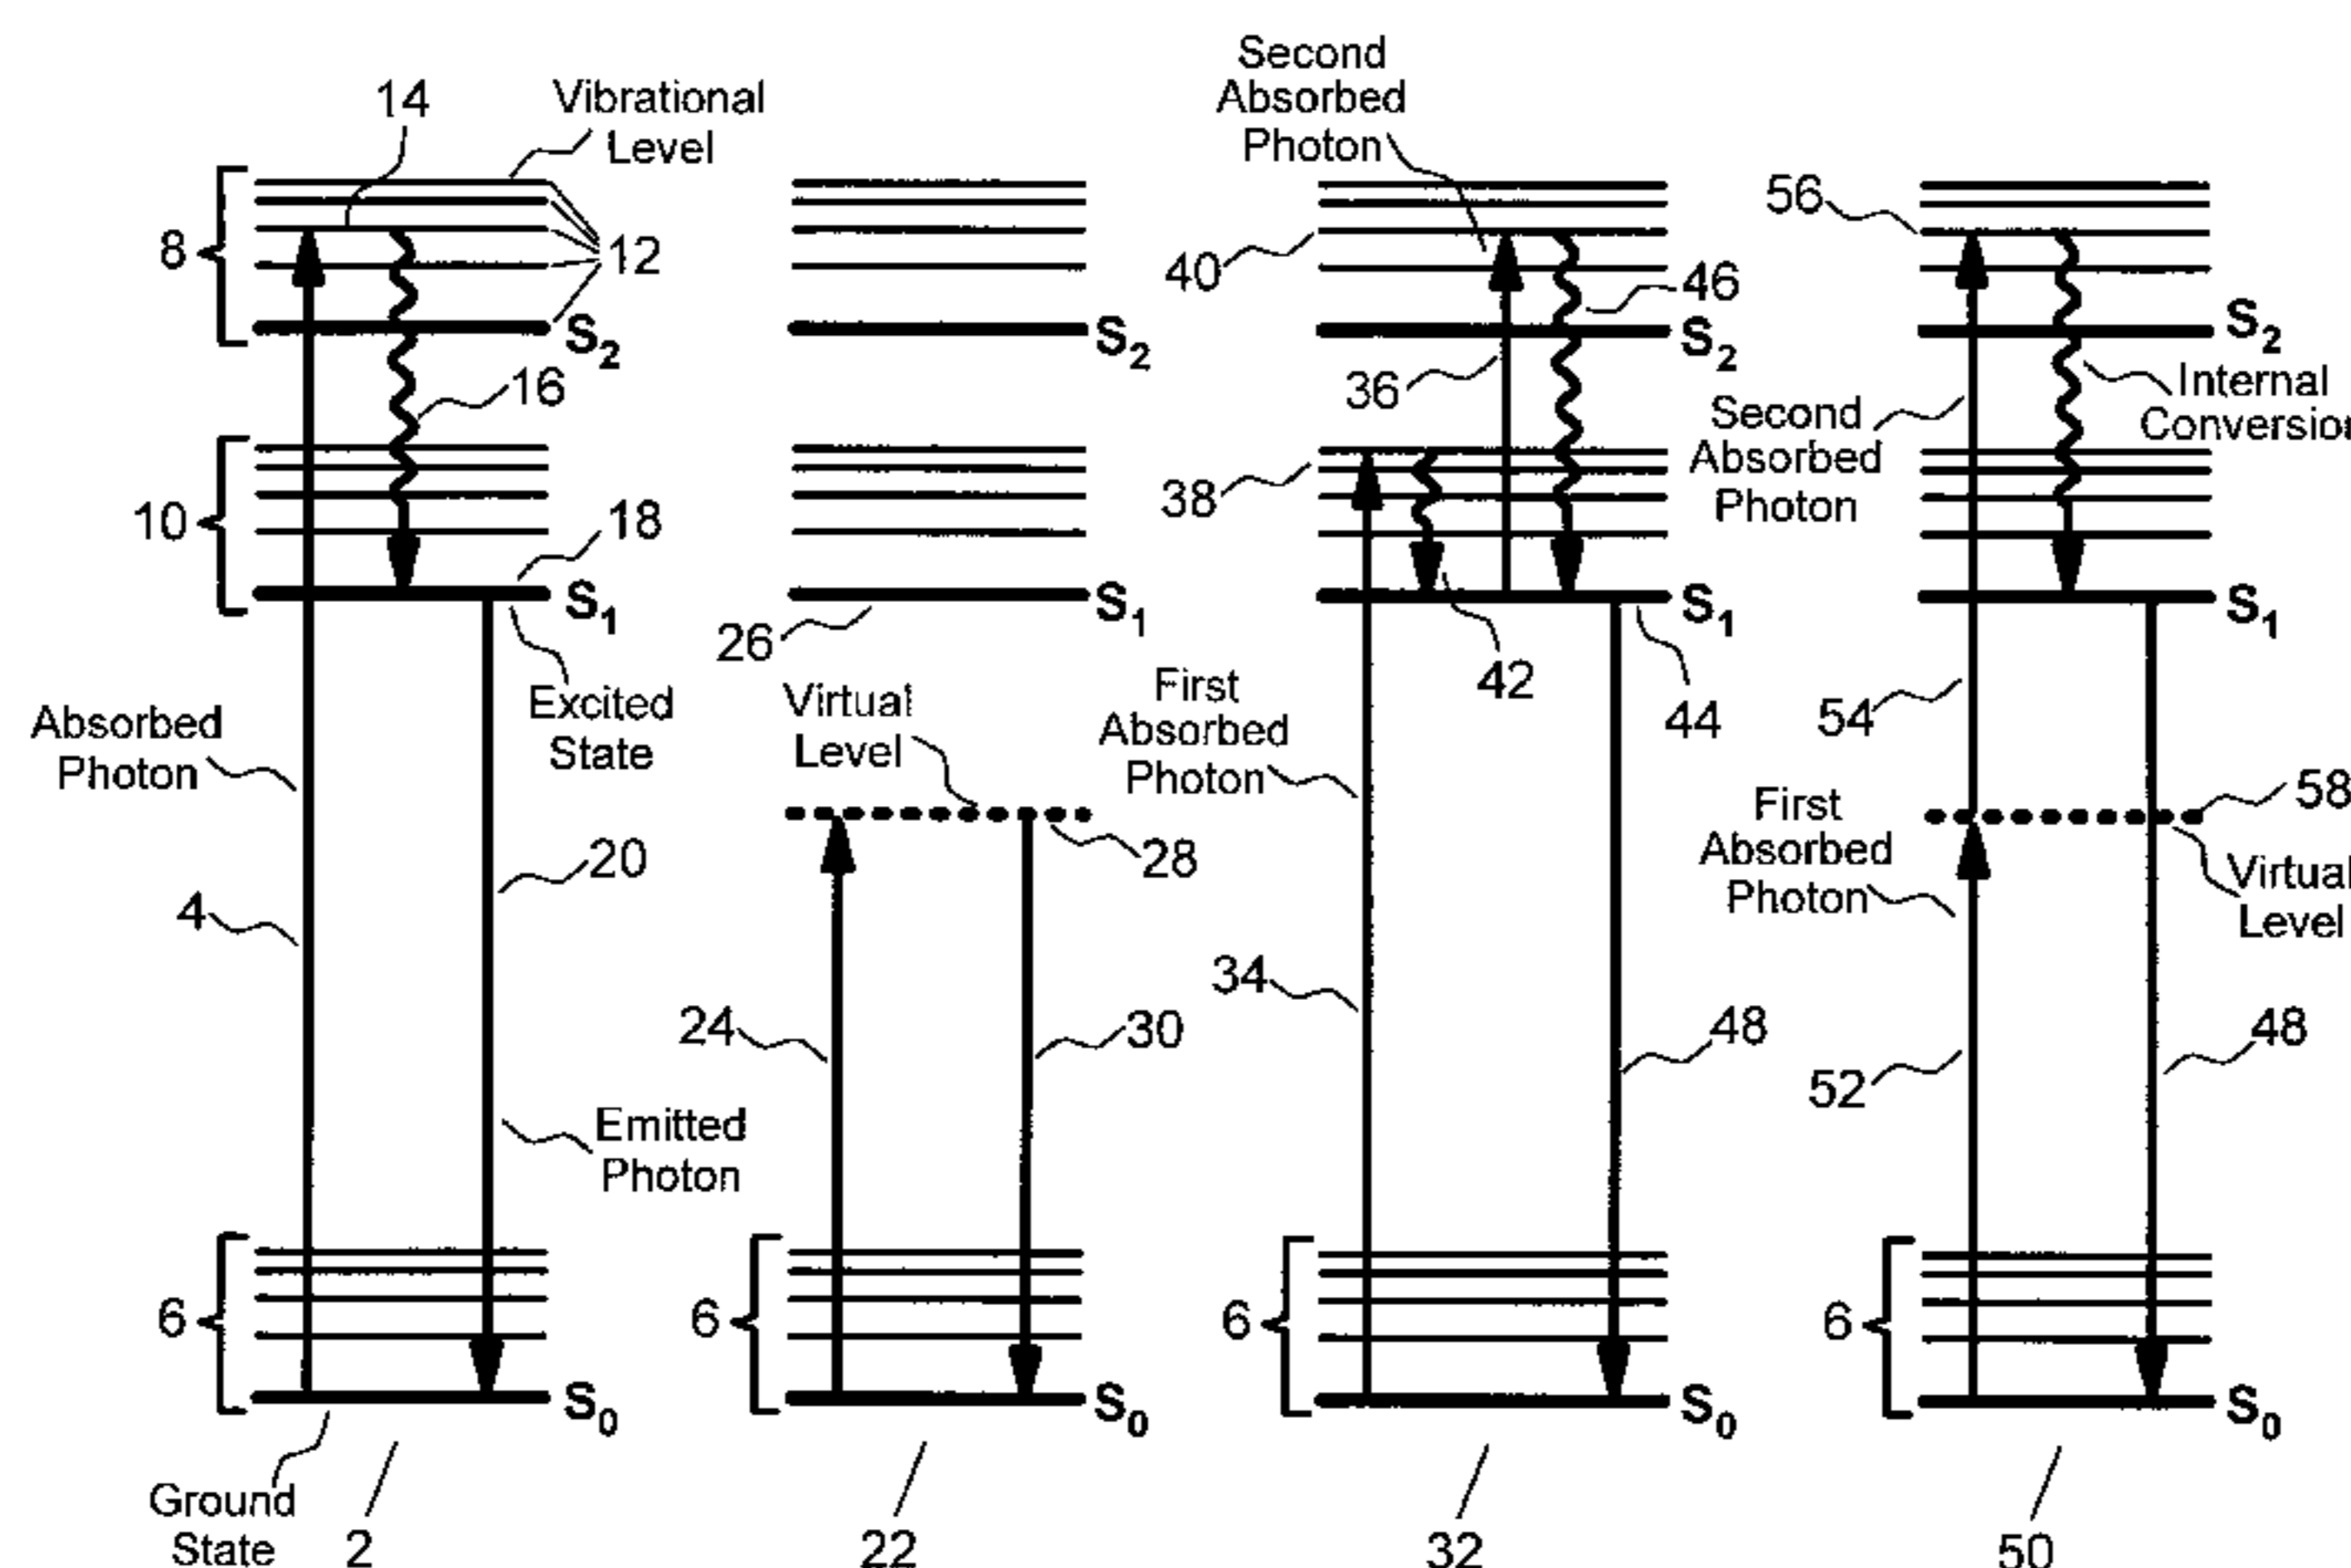 14
Vibrational
Level
8
12
S2
16
10
18
S1
Excited
State
Absorbed
Photon
20
4
Emitted
Photon
6
S0
Ground
State
2
S2
26
S1
Virtual
Level
28
24
30
6
S0
22
Second
Absorbed
Photon
40
46
S2
36
38
S1
42
44
First
Absorbed
Photon
34
48
6
S0
32
56
S2
Internal
Conversion
Second
Absorbed
Photon
S1
54
58
First
Absorbed
Photon
Virtual
Level
52
48
6
S0
50